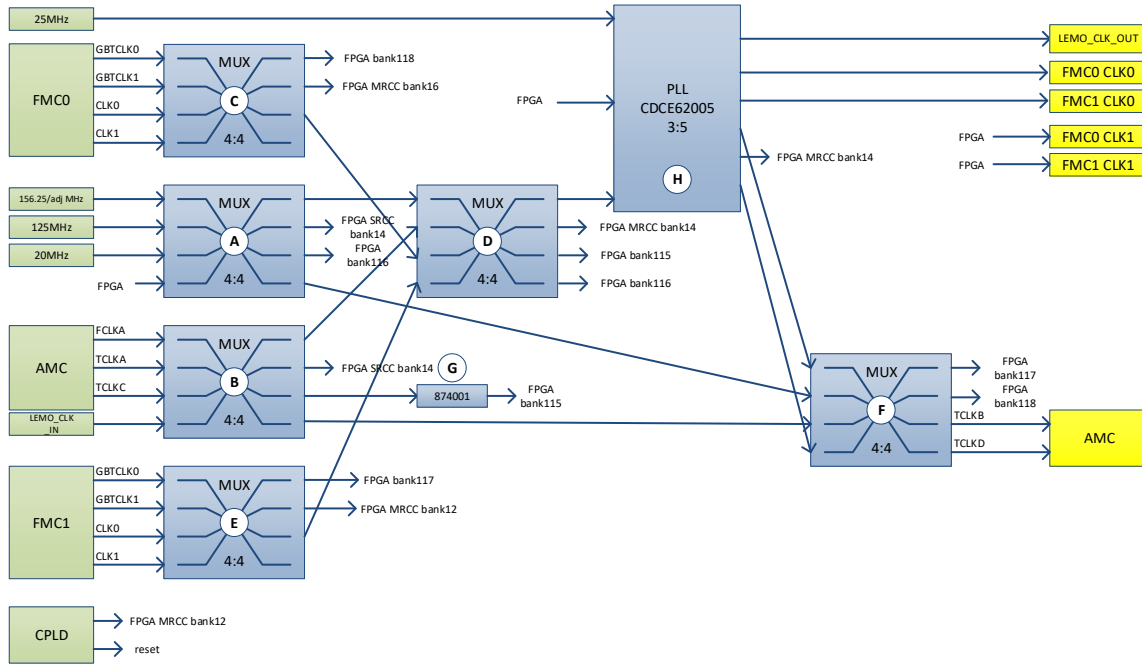 25MHz
FMC0
GBTCLK0
GBTCLK1
CLK0
CLK1
MUX
C
4:4
FPGA bank118
FPGA MRCC bank16
FPGA
PLL
CDCE62005
3:5
H
FPGA MRCC bank14
LEMO_CLK_OUT
FMC0 CLK0
FMC1 CLK0
FPGA
FMC0 CLK1
FPGA
FMC1 CLK1
156.25/adj MHz
125MHz
20MHz
FPGA
MUX
A
4:4
FPGA SRCC
bank14
FPGA
bank116
MUX
D
4:4
FPGA MRCC bank14
FPGA bank115
FPGA bank116
AMC
LEMO_CLK
_IN
FCLKA
TCLKA
TCLKC
MUX
B
4:4
FPGA SRCC bank14
G
874001
FPGA
bank115
MUX
F
4:4
FPGA
bank117
FPGA
bank118
TCLKB
TCLKD
AMC
FMC1
GBTCLK0
GBTCLK1
CLK0
CLK1
MUX
E
4:4
FPGA bank117
FPGA MRCC bank12
CPLD
FPGA MRCC bank12
reset